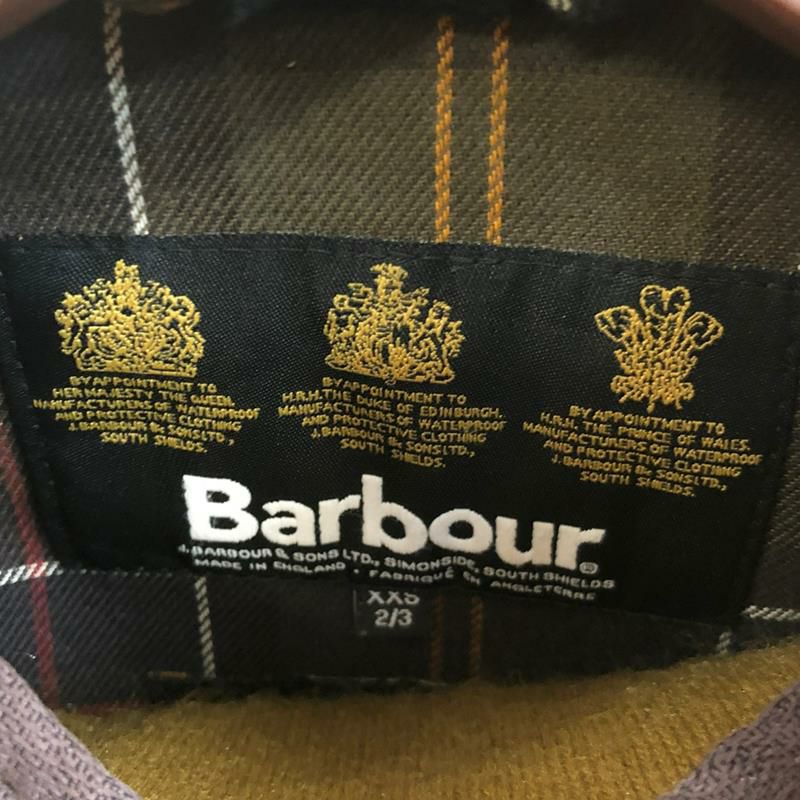 BY APPOINTMENT TO
HER MAJESTY THE QUEEN,
MANUFACTURERS OF WATERPROOF
AND PROTECTIVE CLOTHING
J. BARBOUR & SONS LTD.,
SOUTH SHIELDS.
BY APPOINTMENT TO
H.R.H. THE DUKE OF EDINBURGH.
MANUFACTURERS OF WATERPROOF
AND PROTECTIVE CLOTHING
J. BARBOUR & SONS LTD.,
SOUTH SHIELDS.
BY APPOINTMENT TO
H.R.H. THE PRINCE OF WALES.
MANUFACTURERS OF WATERPROOF
AND PROTECTIVE CLOTHING
J. BARBOUR & SONS LTD.,
SOUTH SHIELDS.
Barbour®
J. BARBOUR & SONS LTD., SIMONSIDE, SOUTH SHIELDS
MADE IN ENGLAND • FABRIQUÉ EN ANGLETERRE
XXS
2/3